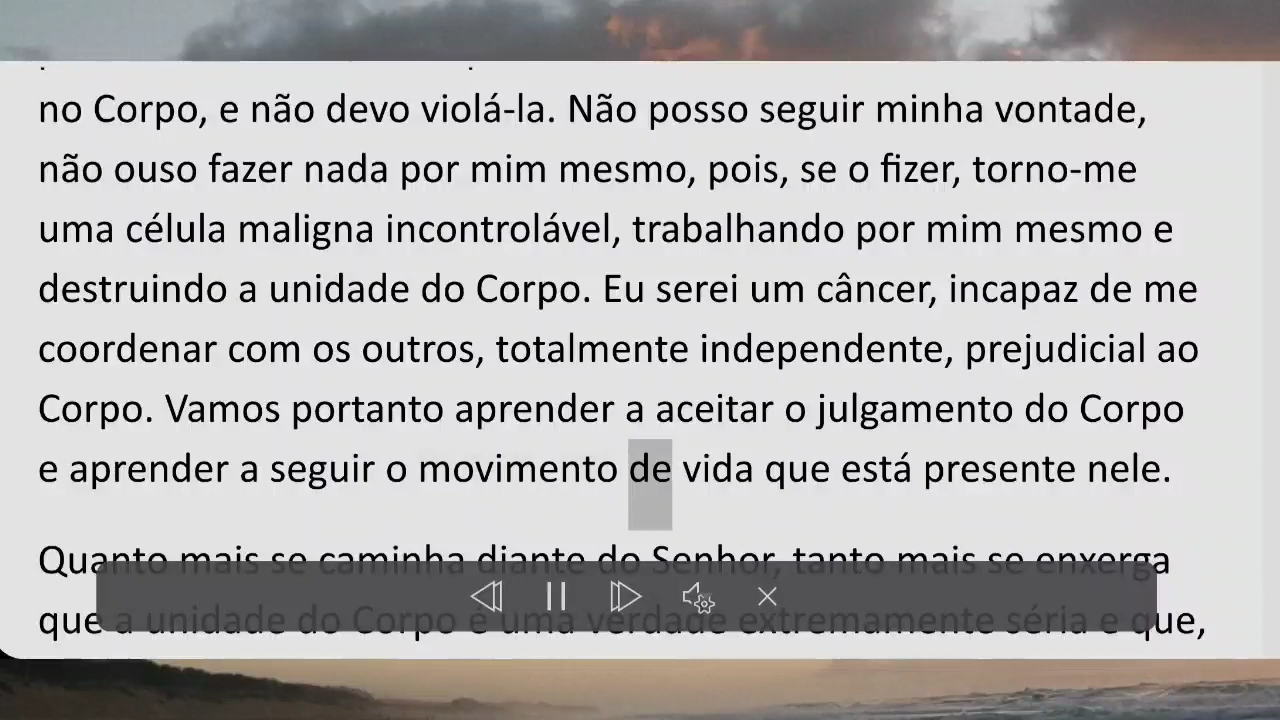 no Corpo, e não devo violá-la. Não posso seguir minha vontade,
não ouso fazer nada por mim mesmo, pois, se o fizer, torno-me
uma célula maligna incontrolável, trabalhando por mim mesmo e
destruindo a unidade do Corpo. Eu serei um câncer, incapaz de me
coordenar com os outros, totalmente independente, prejudicial ao
Corpo. Vamos portanto aprender a aceitar o julgamento do Corpo
e aprender a seguir o movimento de vida que está presente nele.
Quanto mais se caminha diante do Senhor, tanto mais se enxerga
que a unidade do Corpo é uma verdade extremamente séria e que,